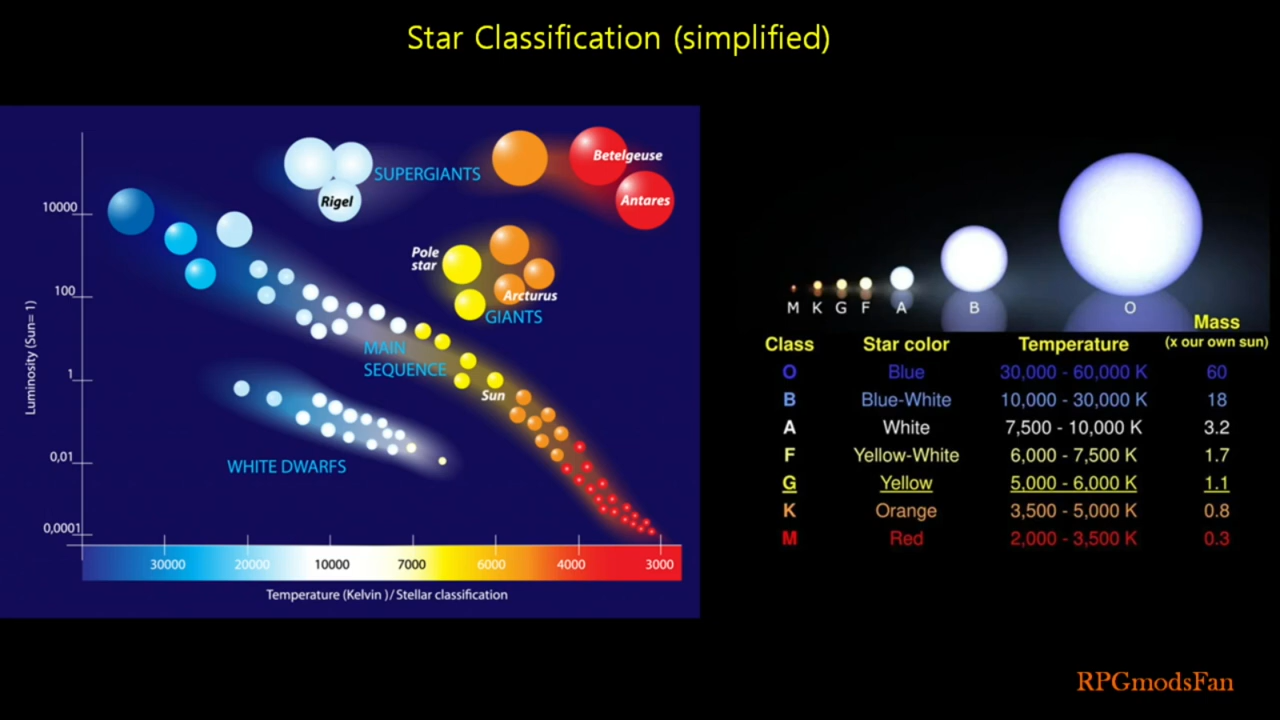 Star Classification (simplified)
SUPERGIANTS
Betelgeuse
Rigel
Antares
10000
Pole
star
100
Arcturus
GIANTS
MAIN
SEQUENCE
1
Sun
0,01
WHITE DWARFS
0,0001
Luminosity (Sun= 1)
30000 20000 10000 7000 6000 4000 3000
Temperature (Kelvin )/ Stellar classification
M K G F A B O
Mass
Class Star color Temperature (x our own sun)
O Blue 30,000 - 60,000 K 60
B Blue-White 10,000 - 30,000 K 18
A White 7,500 - 10,000 K 3.2
F Yellow-White 6,000 - 7,500 K 1.7
G Yellow 5,000 - 6,000 K 1.1
K Orange 3,500 - 5,000 K 0.8
M Red 2,000 - 3,500 K 0.3
RPGmodsFan